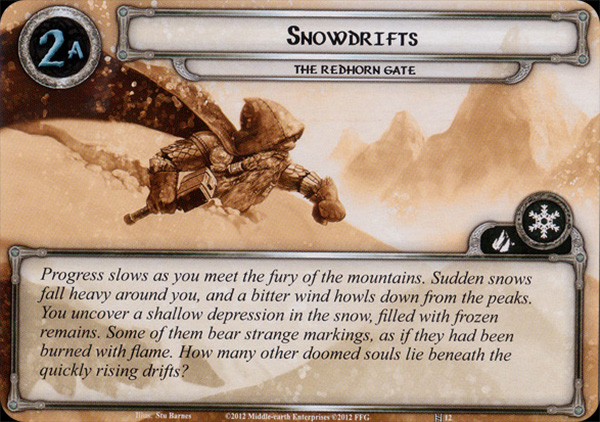 2A
SNOWDRIFTS
THE REDHORN GATE
Progress slows as you meet the fury of the mountains. Sudden snows
fall heavy around you, and a bitter wind howls down from the peaks.
You uncover a shallow depression in the snow, filled with frozen
remains. Some of them bear strange markings, as if they had been
burned with flame. How many other doomed souls lie beneath the
quickly rising drifts?
Illus. Stu Barnes ©2012 Middle-earth Enterprises ©2012 FFG 12